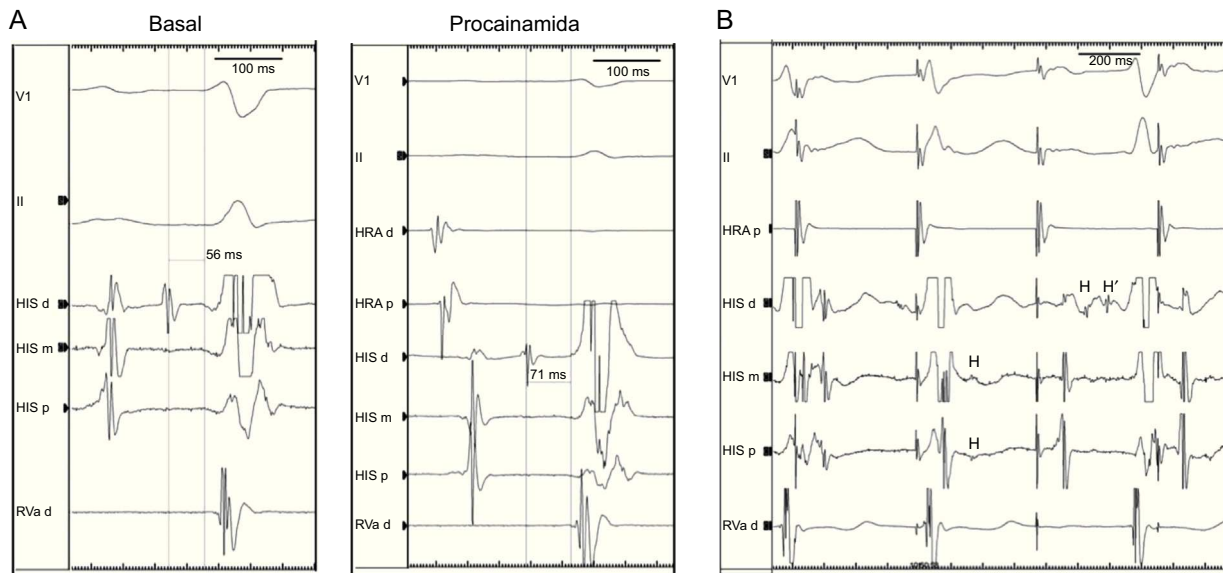 A
Basal
100 ms
V1
II
56 ms
HIS d
HIS m
HIS p
RVa d
Procainamida
100 ms
V1
II
HRA d
HRA p
HIS d
71 ms
HIS m
HIS p
RVa d
B
200 ms
V1
II
HRA p
HIS d
H H′
HIS m
H
HIS p
H
RVa d